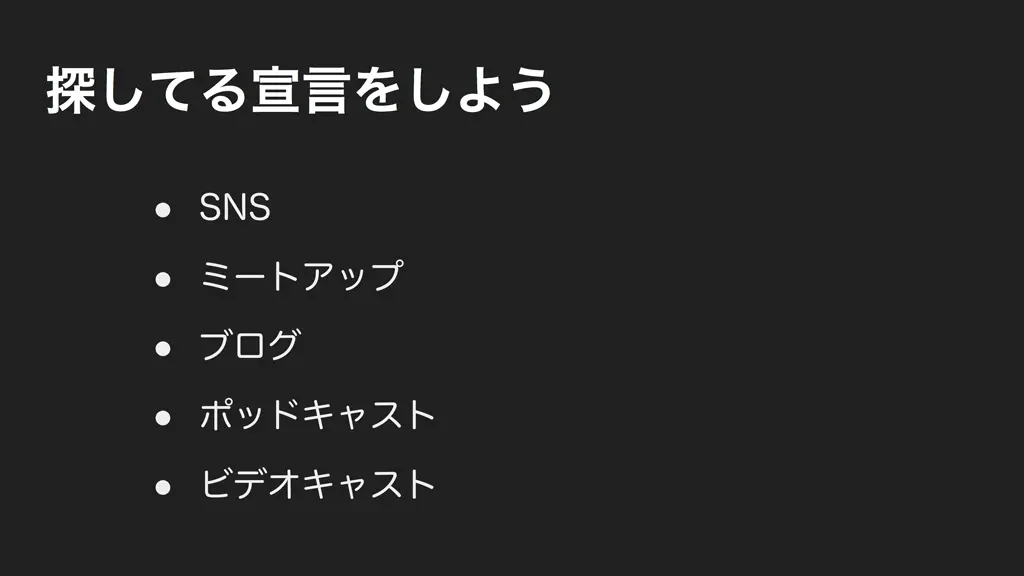 探してる宣言をしよう
● SNS
● ミートアップ
● ブログ
● ポッドキャスト
● ビデオキャスト